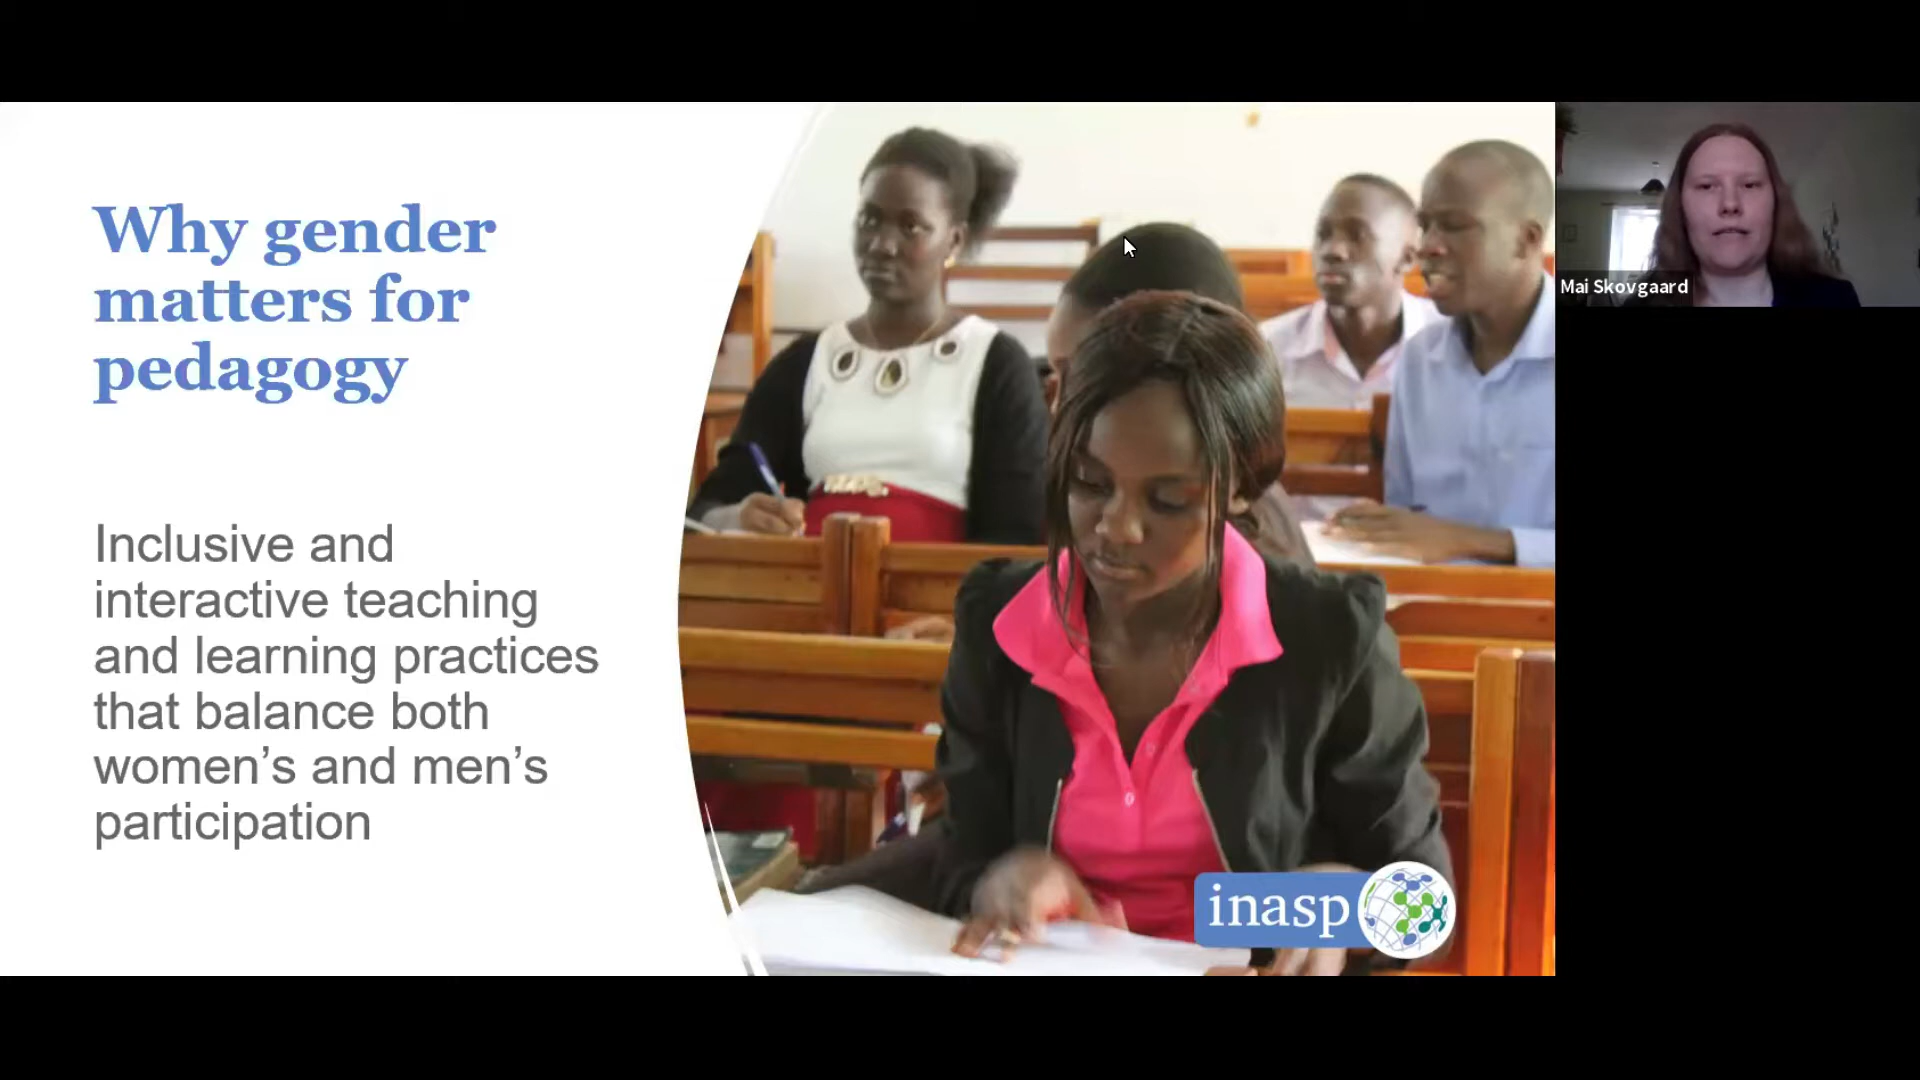 Why gender
matters for
pedagogy
Inclusive and
interactive teaching
and learning practices
that balance both
women’s and men’s
participation
inasp
Mai Skovgaard